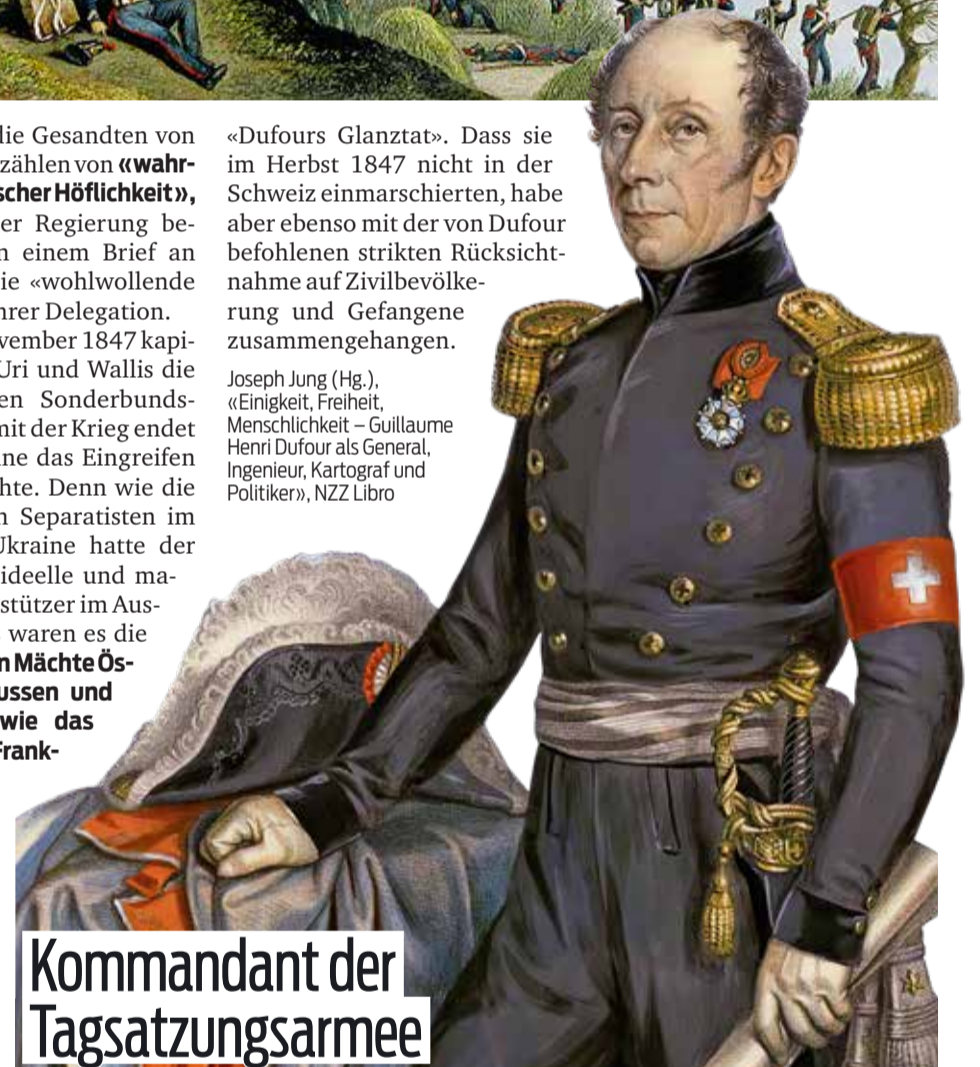 die Gesandten von
zählen von «wahr-
scher Höflichkeit»,
er Regierung be-
n einem Brief an
ie «wohlwollende
hrer Delegation.
vember 1847 kapi-
Uri und Wallis die
en Sonderbunds-
mit der Krieg endet
ne das Eingreifen
hte. Denn wie die
n Separatisten im
Ukraine hatte der
ideelle und ma-
stützer im Aus-
waren es die
n Mächte Ös-
ussen und
wie das
Frank-
«Dufours Glanztat». Dass sie
im Herbst 1847 nicht in der
Schweiz einmarschierten, habe
aber ebenso mit der von Dufour
befohlenen strikten Rücksicht-
nahme auf Zivilbevölke-
rung und Gefangene
zusammengehangen.
Joseph Jung (Hg.),
«Einigkeit, Freiheit,
Menschlichkeit – Guillaume
Henri Dufour als General,
Ingenieur, Kartograf und
Politiker», NZZ Libro
Kommandant der
Tagsatzungsarmee